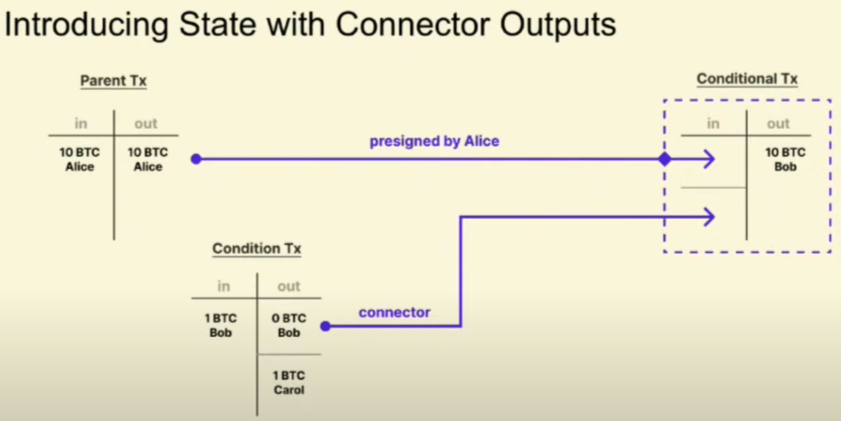 Introducing State with Connector Outputs
Parent Tx
in out
10 BTC 10 BTC
Alice Alice
presigned by Alice
Conditional Tx
in out
10 BTC
Bob
Condition Tx
in out
1 BTC 0 BTC
Bob Bob
connector
1 BTC
Carol